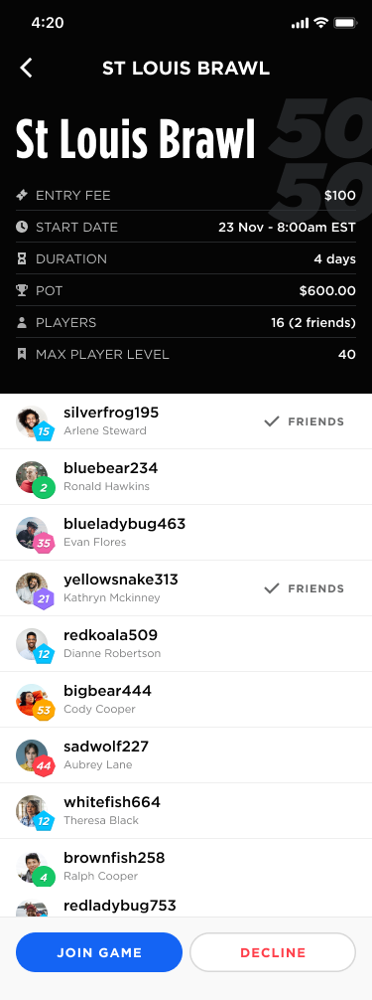 4:20
ST LOUIS BRAWL
50
St Louis Brawl
50
ENTRY FEE $100
START DATE 23 Nov - 8:00am EST
DURATION 4 days
POT $600.00
PLAYERS 16 (2 friends)
MAX PLAYER LEVEL 40
silverfrog195
15 Arlene Steward FRIENDS
bluebear234
2 Ronald Hawkins
blueladybug463
35 Evan Flores
yellowsnake313
21 Kathryn Mckinney FRIENDS
redkoala509
12 Dianne Robertson
bigbear444
53 Cody Cooper
sadwolf227
44 Aubrey Lane
whitefish664
12 Theresa Black
brownfish258
4 Ralph Cooper
redladybug753
JOIN GAME DECLINE